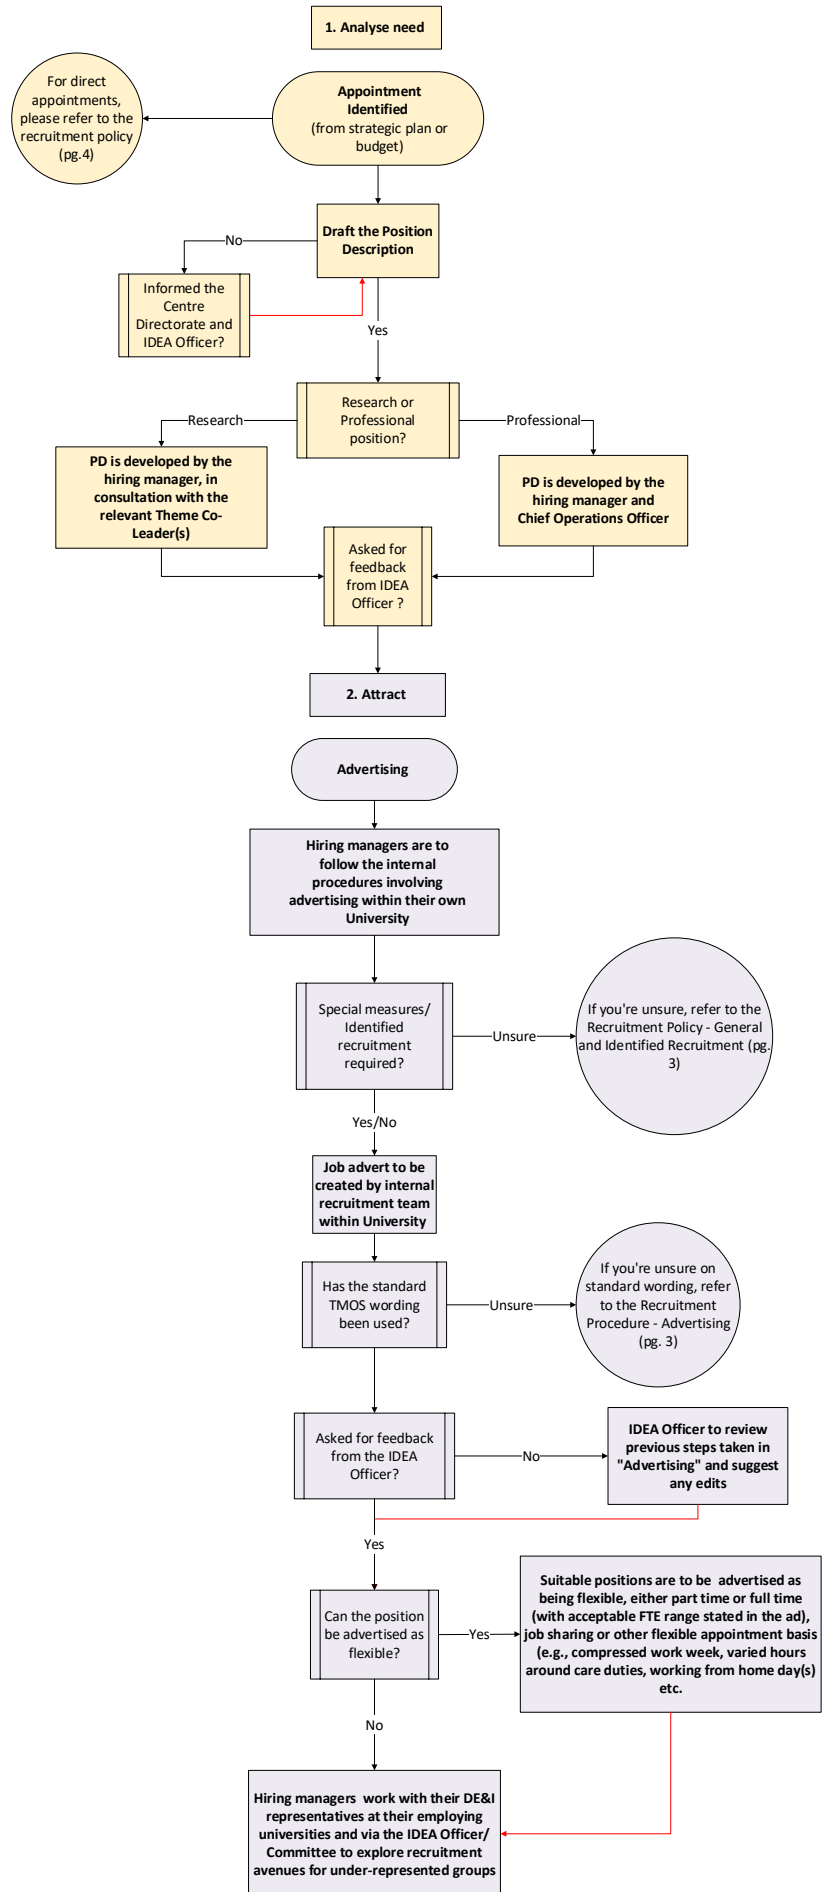 1. Analyse need
For direct
appointments,
please refer to the
recruitment policy
(pg.4)
Appointment
Identified
(from strategic plan or
budget)
Draft the Position
Description
No
Informed the
Centre
Directorate and
IDEA Officer?
Yes
Research or
Professional
position?
Research
Professional
PD is developed by the
hiring manager, in
consultation with the
relevant Theme Co-
Leader(s)
PD is developed by the
hiring manager and
Chief Operations Officer
Asked for
feedback
from IDEA
Officer ?
2. Attract
Advertising
Hiring managers are to
follow the internal
procedures involving
advertising within their own
University
Special measures/
Identified
recruitment
required?
Unsure
If you're unsure, refer to the
Recruitment Policy - General
and Identified Recruitment (pg.
3)
Yes/No
Job advert to be
created by internal
recruitment team
within University
Has the standard
TMOS wording
been used?
Unsure
If you're unsure on
standard wording, refer
to the Recruitment
Procedure - Advertising
(pg. 3)
Asked for feedback
from the IDEA
Officer?
No
IDEA Officer to review
previous steps taken in
"Advertising" and suggest
any edits
Yes
Can the position
be advertised as
flexible?
Yes
Suitable positions are to be  advertised as
being flexible, either part time or full time
(with acceptable FTE range stated in the ad),
job sharing or other flexible appointment basis
(e.g., compressed work week, varied hours
around care duties, working from home day(s)
etc.
No
Hiring managers  work with their DE&I
representatives at their employing
universities and via the IDEA Officer/
Committee to explore recruitment
avenues for under-represented groups